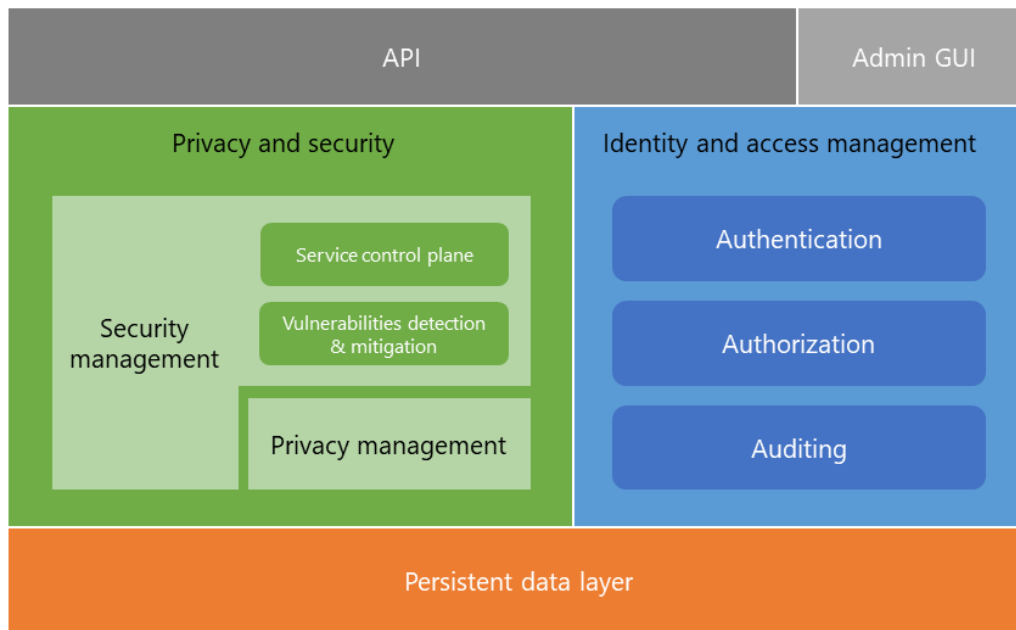 API
Admin GUI
Privacy and security
Security
management
Service control plane
Vulnerabilities detection
& mitigation
Privacy management
Identity and access management
Authentication
Authorization
Auditing
Persistent data layer